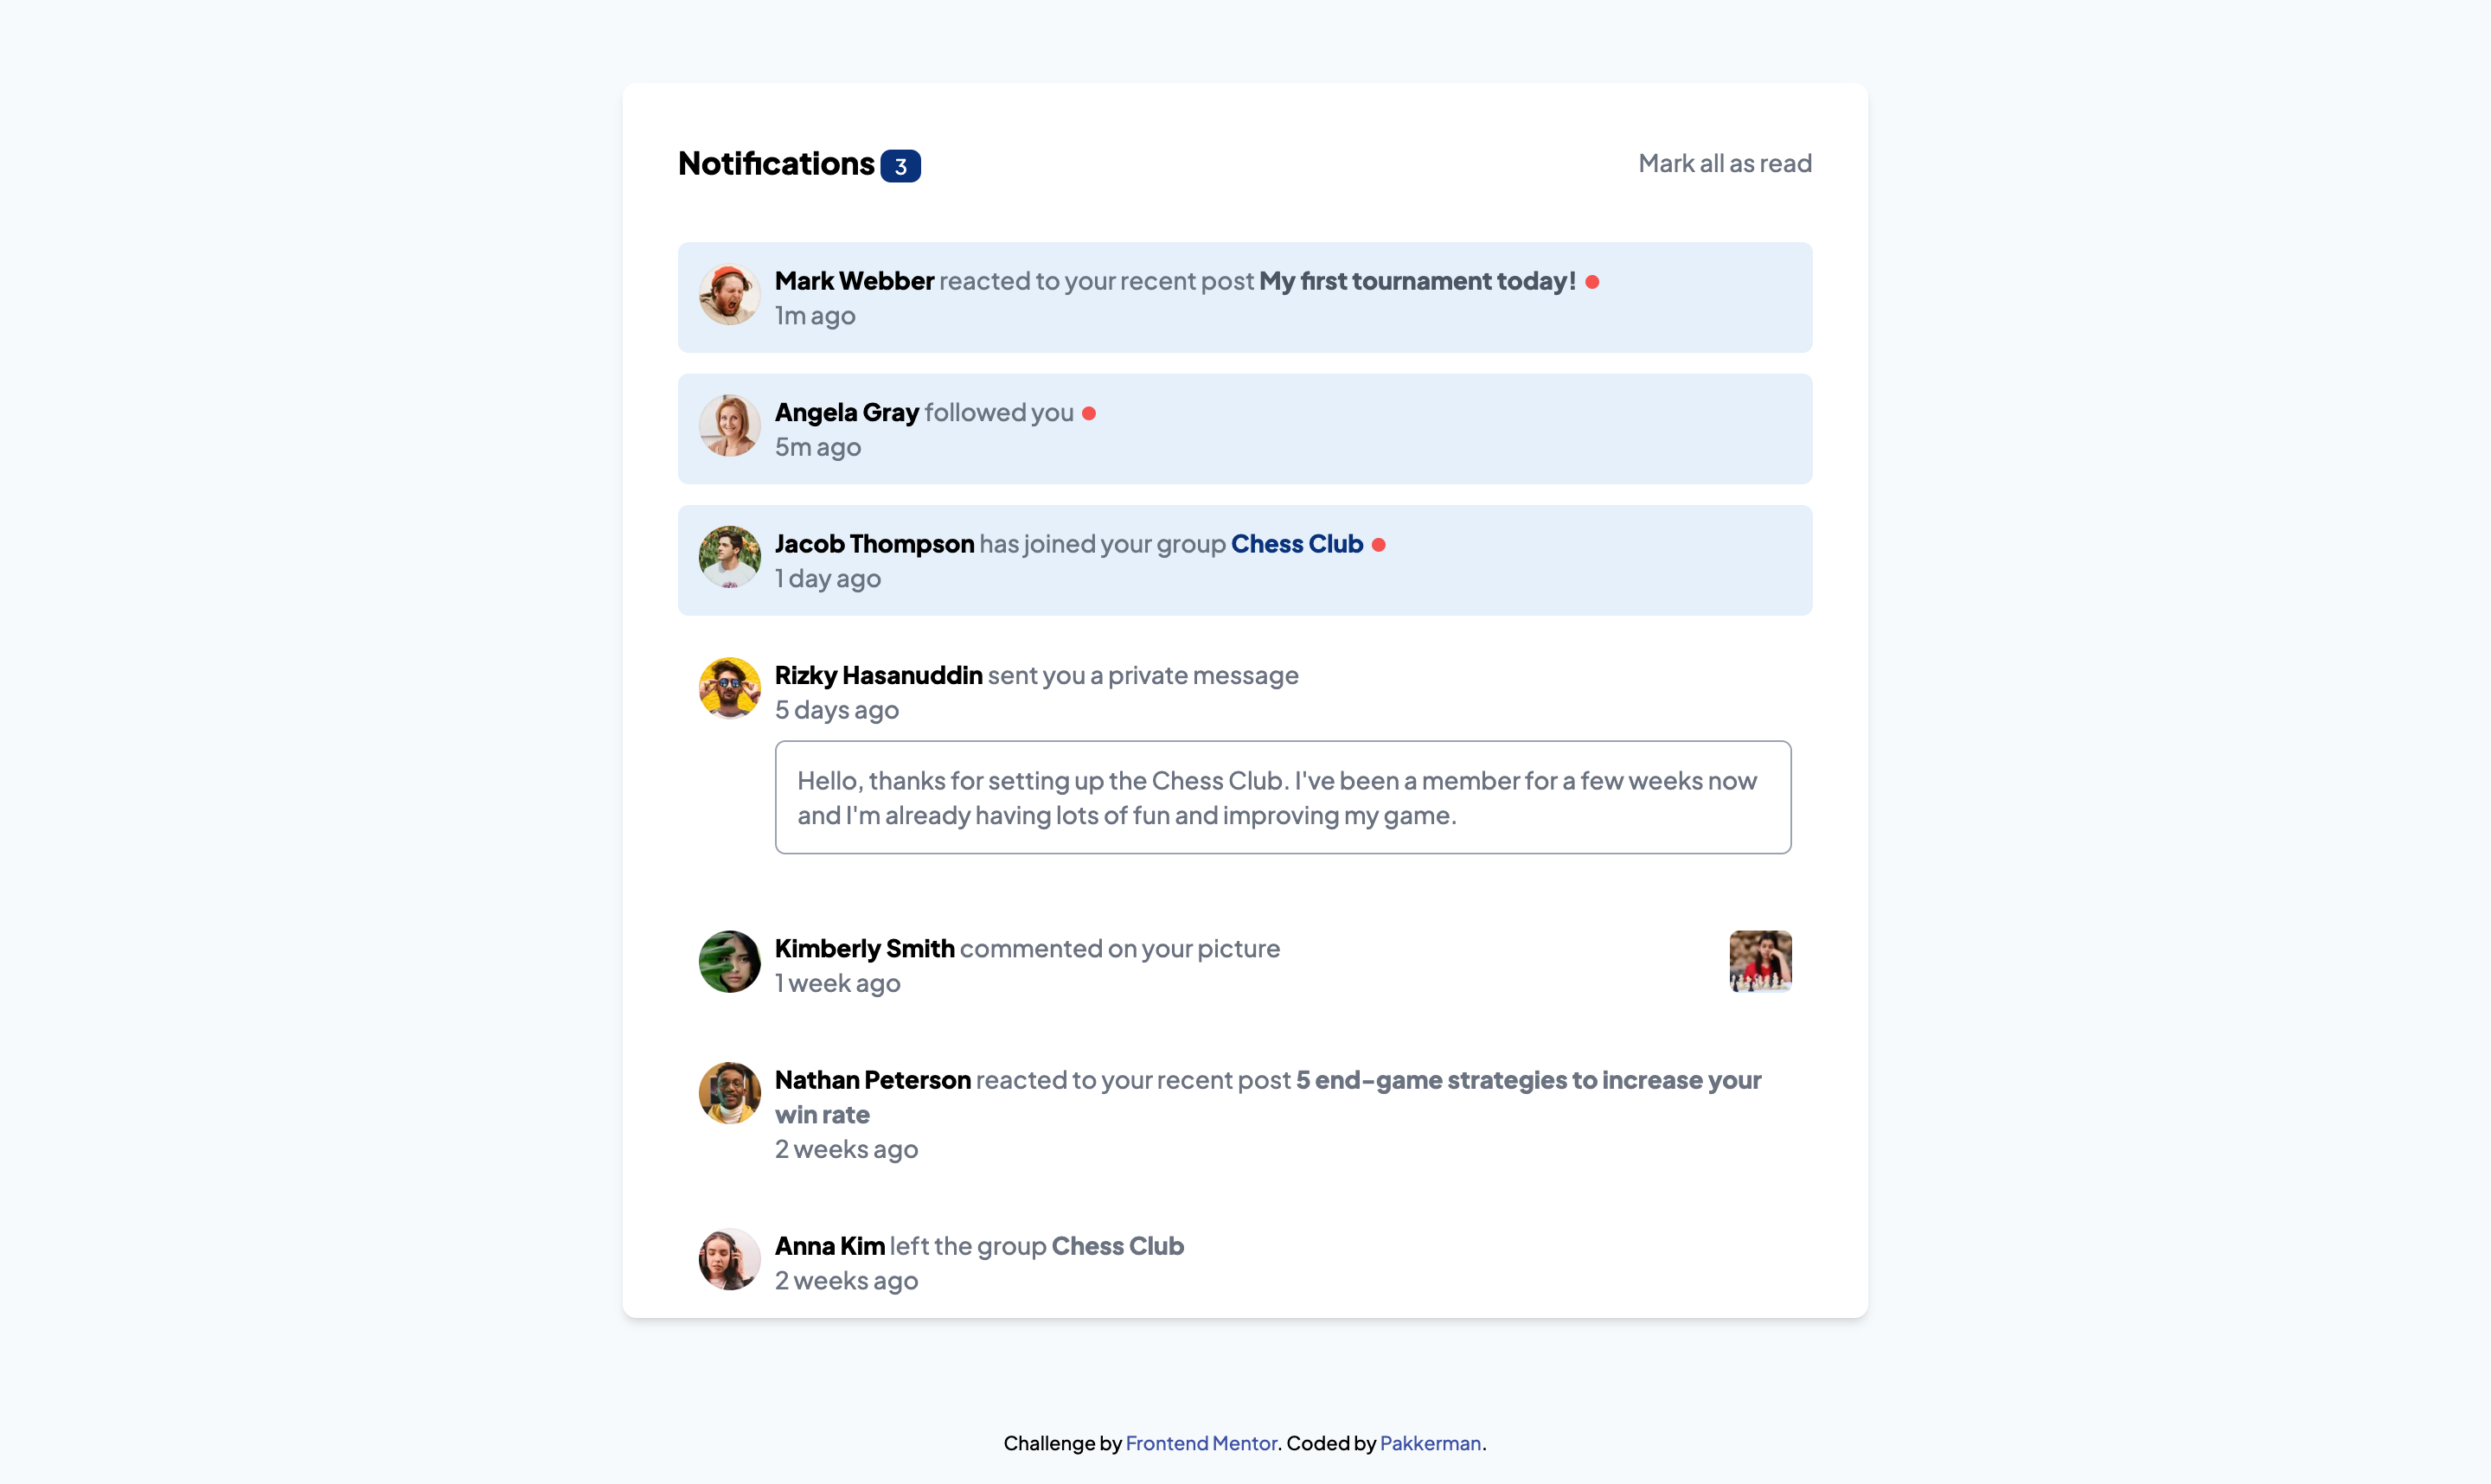 Notifications 3
Mark all as read
Mark Webber reacted to your recent post My first tournament today!
1m ago
Angela Gray followed you
5m ago
Jacob Thompson has joined your group Chess Club
1 day ago
Rizky Hasanuddin sent you a private message
5 days ago
Hello, thanks for setting up the Chess Club. I've been a member for a few weeks now
and I'm already having lots of fun and improving my game.
Kimberly Smith commented on your picture
1 week ago
Nathan Peterson reacted to your recent post 5 end-game strategies to increase your
win rate
2 weeks ago
Anna Kim left the group Chess Club
2 weeks ago
Challenge by Frontend Mentor. Coded by Pakkerman.